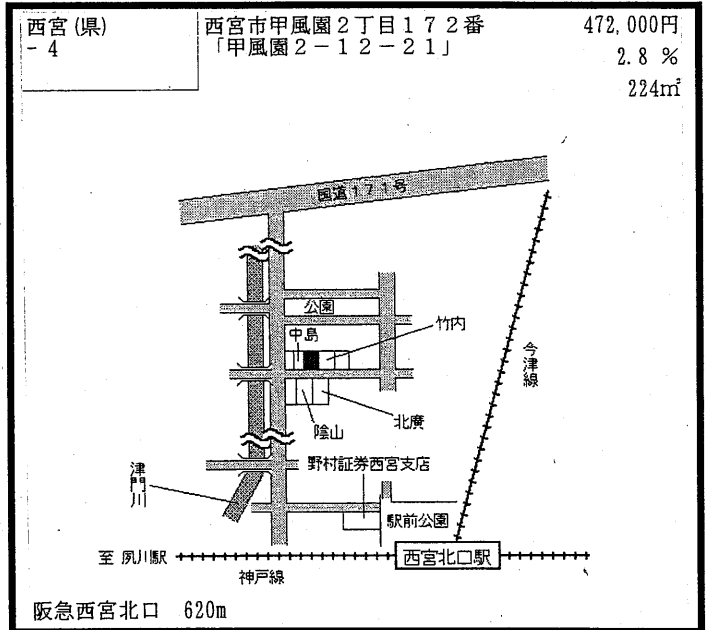 西宮(県)
- 4
西宮市甲風園2丁目172番
「甲風園2-12-21」
472,000円
2.8 %
224㎡
国道171号
公園
竹内
中島
今津線
北廣
陰山
野村証券西宮支店
津門川
駅前公園
至 夙川駅
西宮北口駅
神戸線
阪急西宮北口 620m